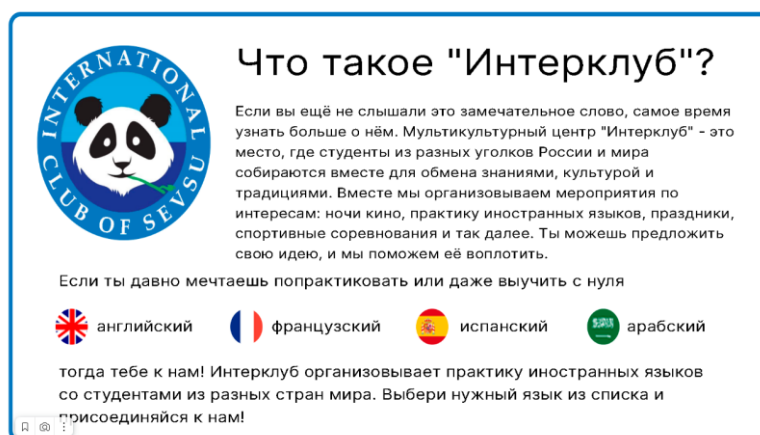 INTERNATIONAL
CLUB OF SEVSU
Что такое "Интерклуб"?
Если вы ещё не слышали это замечательное слово, самое время
узнать больше о нём. Мультикультурный центр "Интерклуб" - это
место, где студенты из разных уголков России и мира
собираются вместе для обмена знаниями, культурой и
традициями. Вместе мы организовываем мероприятия по
интересам: ночи кино, практику иностранных языков, праздники,
спортивные соревнования и так далее. Ты можешь предложить
свою идею, и мы поможем её воплотить.
Если ты давно мечтаешь попрактиковать или даже выучить с нуля
английский французский испанский арабский
тогда тебе к нам! Интерклуб организовывает практику иностранных языков
со студентами из разных стран мира. Выбери нужный язык из списка и
присоединяйся к нам!